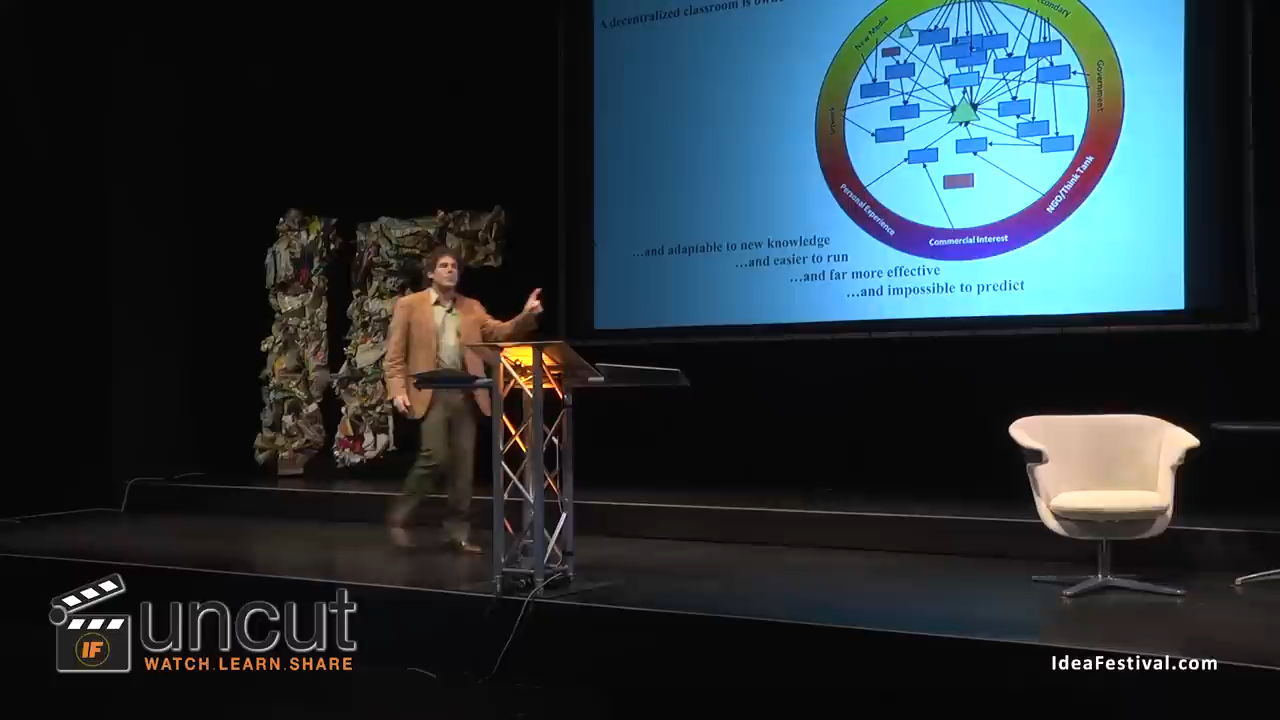 A decentralized classroom is
New Media
Government
NGO/Think Tank
Personal Experience
Commercial Interest
...and adaptable to new knowledge
...and easier to run
...and far more effective
...and impossible to predict
IF
uncut
WATCH.LEARN.SHARE
IdeaFestival.com